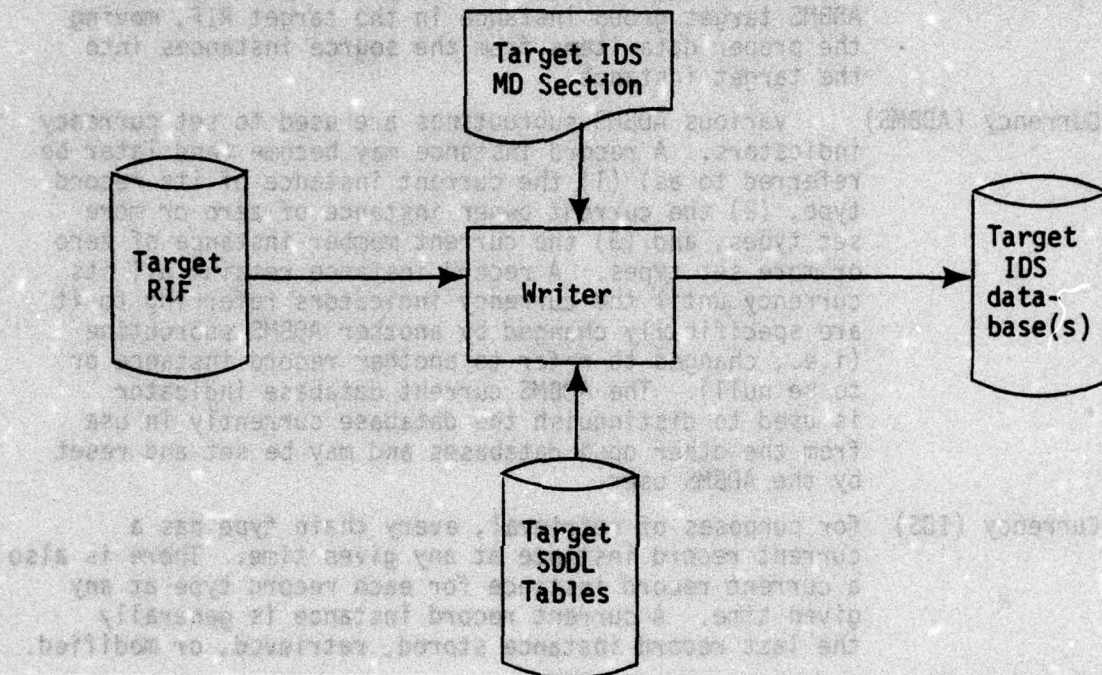 ADBMS target group instance in the target RIF, moving
the proper data from the source instances into
the target
Target IDS
MD Section
Currency (ADBMS) various ADBMS subroutines are used to set currency
indicators. A record instance may become (and later be
referred to as) (1) the current instance of its record
type, (2) the current owner instance of zero or more
set types, and (3) the current member instance of zero
or more set types. A record instance its
currency until the currency indicators referring to it
are specifically changed by another ADBMS subroutine
(i.e., changed to refer to another record instance or
to be null). The ADBMS current database indicator
is used to distinguish the database currently in use
from the other open databases and may be set and reset
by the ADBMS
Target
RIF
Writer
Target
IDS
data-
base(s)
Currency (IDS) for purposes of every chain type has a
current record instance at any given time. There is also
a current record instance for each record type at any
given time. A current record instance is generally
the last record instance stored, retrieved, or modified.
Target
SDDL
Tables